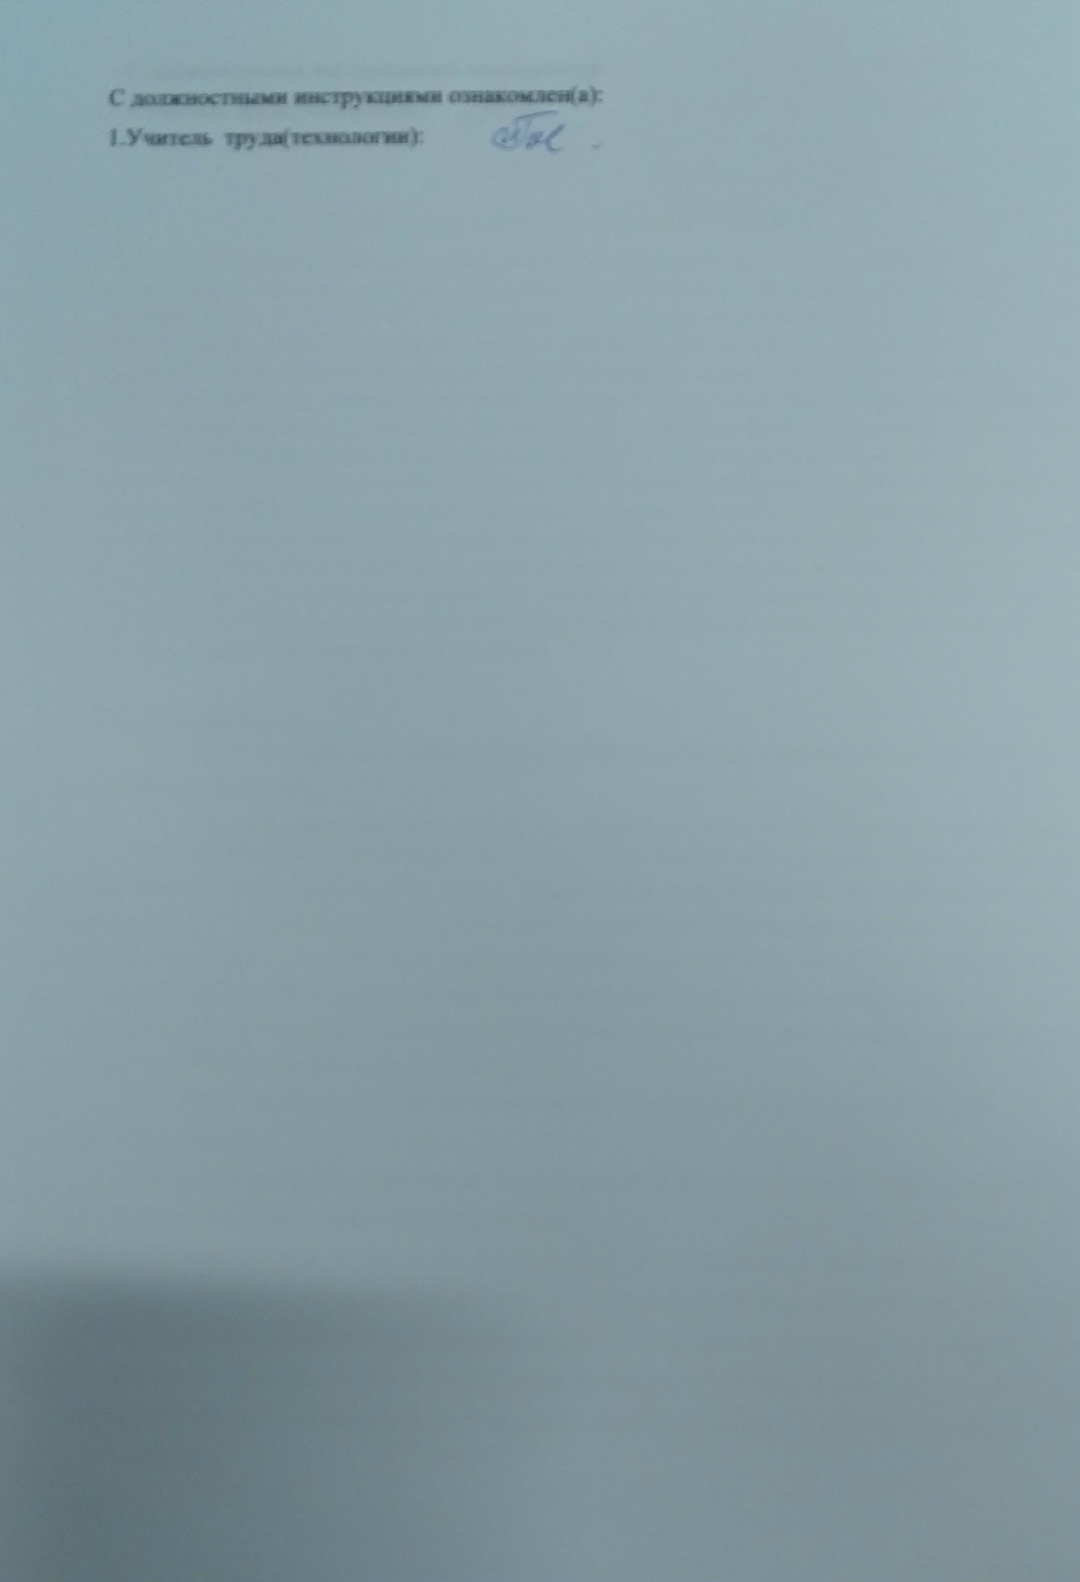 С должностными инструкциями ознакомлен(а):
1.Учитель труда(технологии):